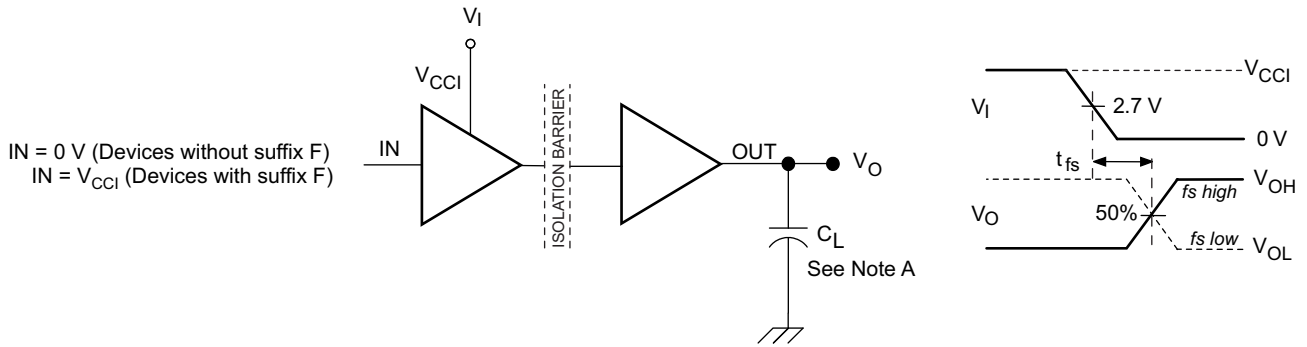 V_I
V_CCI
IN = 0 V (Devices without suffix F)
IN = V_CCI (Devices with suffix F)
IN
ISOLATION BARRIER
OUT
V_O
C_L
See Note A
V_I
V_CCI
2.7 V
0 V
t_fs
V_O
50%
fs high
V_OH
fs low
V_OL